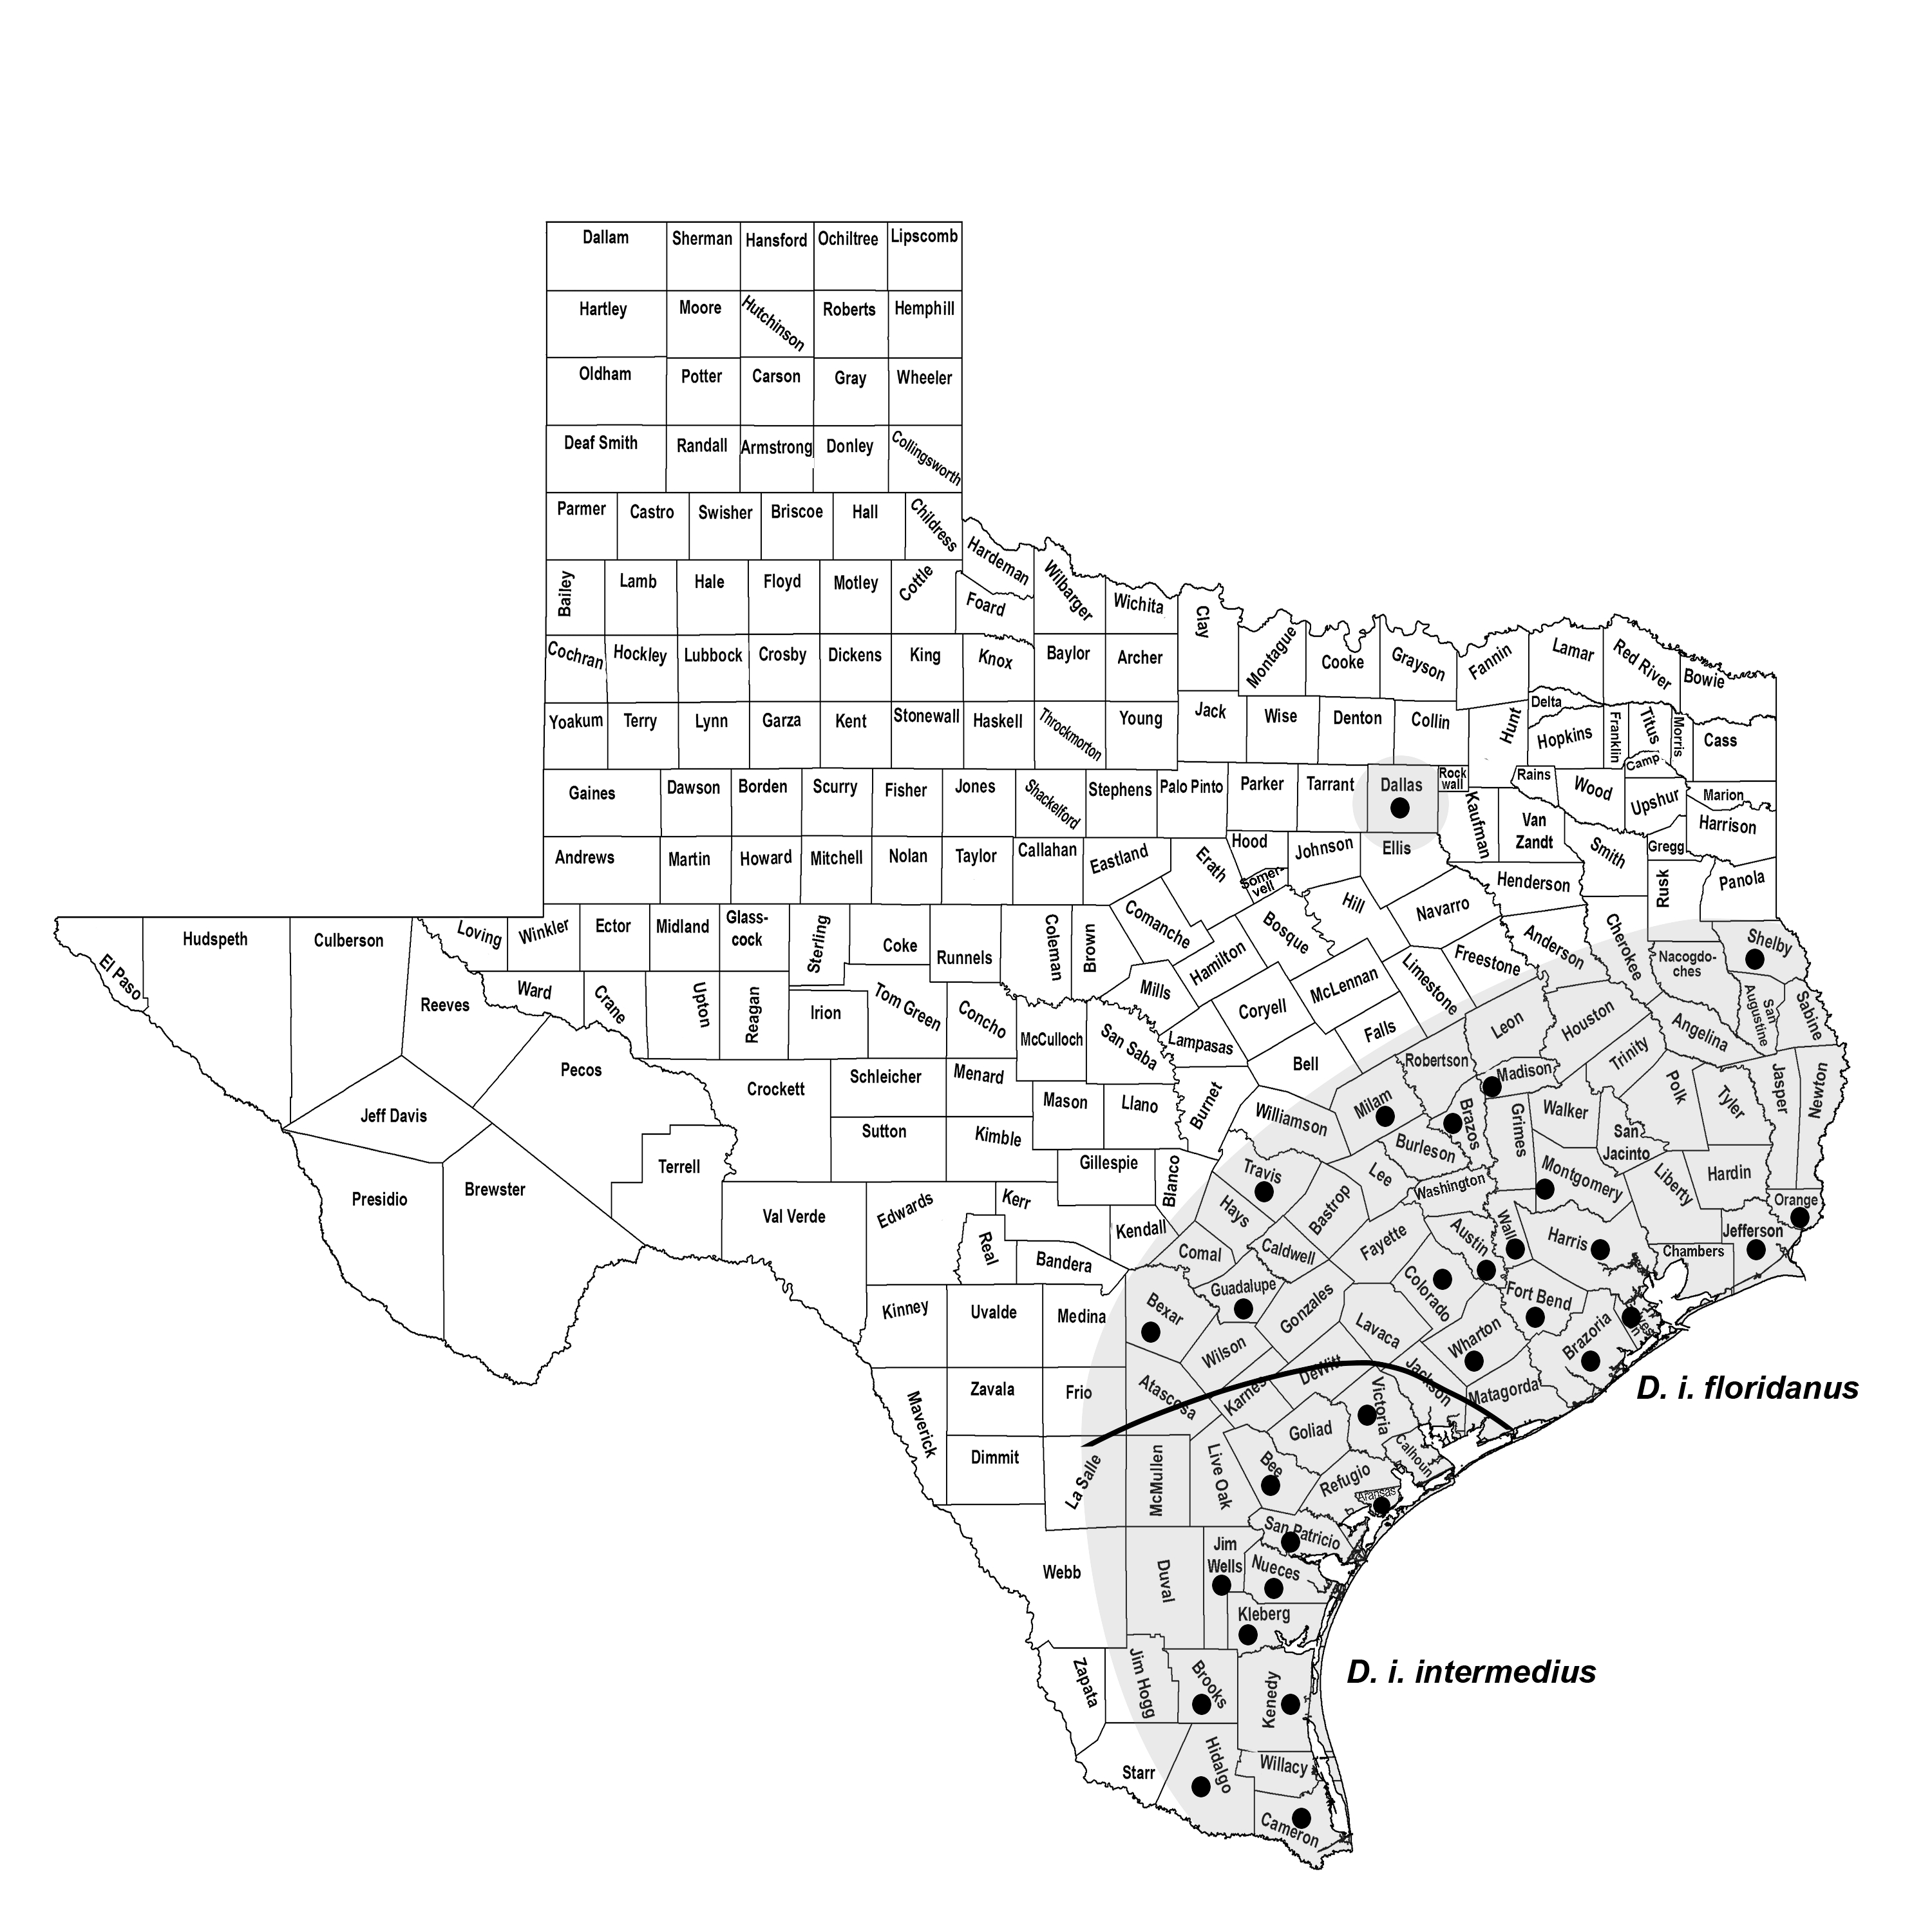 Dallam Sherman Hansford Ochiltree Lipscomb
Hartley Moore Hutchinson Roberts Hemphill
Oldham Potter Carson Gray Wheeler
Deaf Smith Randall Armstrong Donley Collingsworth
Parmer Castro Swisher Briscoe Hall Childress
Hardeman Wilbarger
Bailey Lamb Hale Floyd Motley Cottle Foard Wichita Clay
Montague Cooke Grayson Fannin Lamar Red River Bowie
Cochran Hockley Lubbock Crosby Dickens King Knox Baylor Archer
Yoakum Terry Lynn Garza Kent Stonewall Haskell Throckmorton Young Jack Wise Denton Collin Hunt Delta Hopkins Franklin Titus Morris Cass
Camp
Gaines Dawson Borden Scurry Fisher Jones Shackelford Stephens Palo Pinto Parker Tarrant Dallas Rock
wall
Rains Wood Upshur Marion
Kaufman Van
Zandt
Harrison
Andrews Martin Howard Mitchell Nolan Taylor Callahan Eastland Erath Hood Johnson Ellis Smith Gregg
Somer-
vell
Henderson Rusk Panola
Hill Navarro
El Paso Hudspeth Culberson Loving Winkler Ector Midland Glass-
cock
Sterling Coke Runnels Coleman Brown Comanche Hamilton Bosque Freestone Anderson Cherokee Shelby
Nacogdo-
ches
Reeves Ward Crane Upton Reagan Irion Tom Green Concho McCulloch San Saba Mills Lampasas Coryell McLennan Limestone Falls Leon Houston Angelina San
Augustine
Sabine
Jeff Davis Pecos Crockett Schleicher Menard Mason Llano Burnet Bell Robertson Madison Trinity
Williamson Milam Brazos Grimes Walker Polk Tyler Jasper Newton
Sutton Kimble Burleson San
Jacinto
Presidio Brewster Terrell Gillespie Blanco Travis Lee Washington Montgomery Liberty Hardin
Val Verde Edwards Kerr Kendall Hays Bastrop Orange
Real Bandera Comal Caldwell Fayette Austin Harris Jefferson
Chambers
Kinney Uvalde Medina Bexar Guadalupe Gonzales Colorado Fort Bend
Wilson Lavaca Wharton Brazoria
Maverick Zavala Frio Atascosa Karnes DeWitt Jackson Matagorda
D. i. floridanus
Dimmit La Salle McMullen Live Oak Bee Goliad Victoria Calhoun
Refugio
Aransas
San Patricio
Webb Duval Jim
Wells
Nueces
Kleberg
Zapata Jim Hogg Brooks Kenedy
D. i. intermedius
Starr Hidalgo Willacy
Cameron